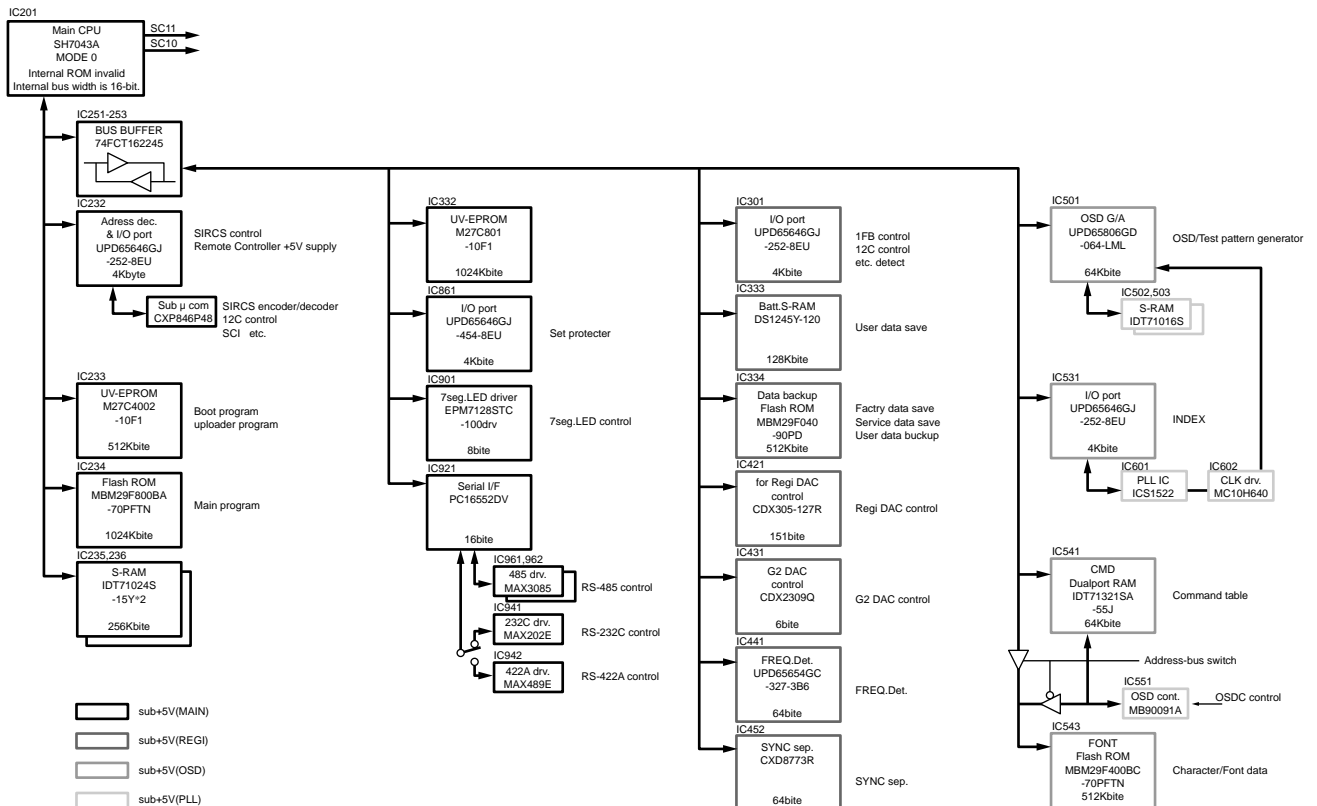 IC201
Main CPU
SH7043A
MODE 0
Internal ROM invalid
Internal bus width is 16-bit.
SC11
SC10
IC251-253
BUS BUFFER
74FCT162245
IC232
Adress dec.
& I/O port
UPD65646GJ
-252-8EU
4Kbyte
SIRCS control
Remote Controller +5V supply
Sub μ com
CXP846P48
SIRCS encoder/decoder
12C control
SCI etc.
IC233
UV-EPROM
M27C4002
-10F1
512Kbite
Boot program
uploader program
IC234
Flash ROM
MBM29F800BA
-70PFTN
1024Kbite
Main program
IC235,236
S-RAM
IDT71024S
-15Y*2
256Kbite
sub+5V(MAIN)
sub+5V(REGI)
sub+5V(OSD)
sub+5V(PLL)
IC332
UV-EPROM
M27C801
-10F1
1024Kbite
IC861
I/O port
UPD65646GJ
-454-8EU
4Kbite
Set protecter
IC901
7seg.LED driver
EPM7128STC
-100drv
8bite
7seg.LED control
IC921
Serial I/F
PC16552DV
16bite
IC961,962
485 drv.
MAX3085
RS-485 control
IC941
232C drv.
MAX202E
RS-232C control
IC942
422A drv.
MAX489E
RS-422A control
IC301
I/O port
UPD65646GJ
-252-8EU
4Kbite
1FB control
12C control
etc. detect
IC333
Batt.S-RAM
DS1245Y-120
128Kbite
User data save
IC334
Data backup
Flash ROM
MBM29F040
-90PD
512Kbite
Factry data save
Service data save
User data buckup
IC421
for Regi DAC
control
CDX305-127R
151bite
Regi DAC control
IC431
G2 DAC
control
CDX2309Q
6bite
G2 DAC control
IC441
FREQ.Det.
UPD65654GC
-327-3B6
64bite
FREQ.Det.
IC452
SYNC sep.
CXD8773R
64bite
SYNC sep.
IC501
OSD G/A
UPD65806GD
-064-LML
64Kbite
OSD/Test pattern generator
IC502,503
S-RAM
IDT71016S
IC531
I/O port
UPD65646GJ
-252-8EU
4Kbite
INDEX
IC601
PLL IC
ICS1522
IC602
CLK drv.
MC10H640
IC541
CMD
Dualport RAM
IDT71321SA
-55J
64Kbite
Command table
Address-bus switch
IC551
OSD cont.
MB90091A
OSDC control
IC543
FONT
Flash ROM
MBM29F400BC
-70PFTN
512Kbite
Character/Font data